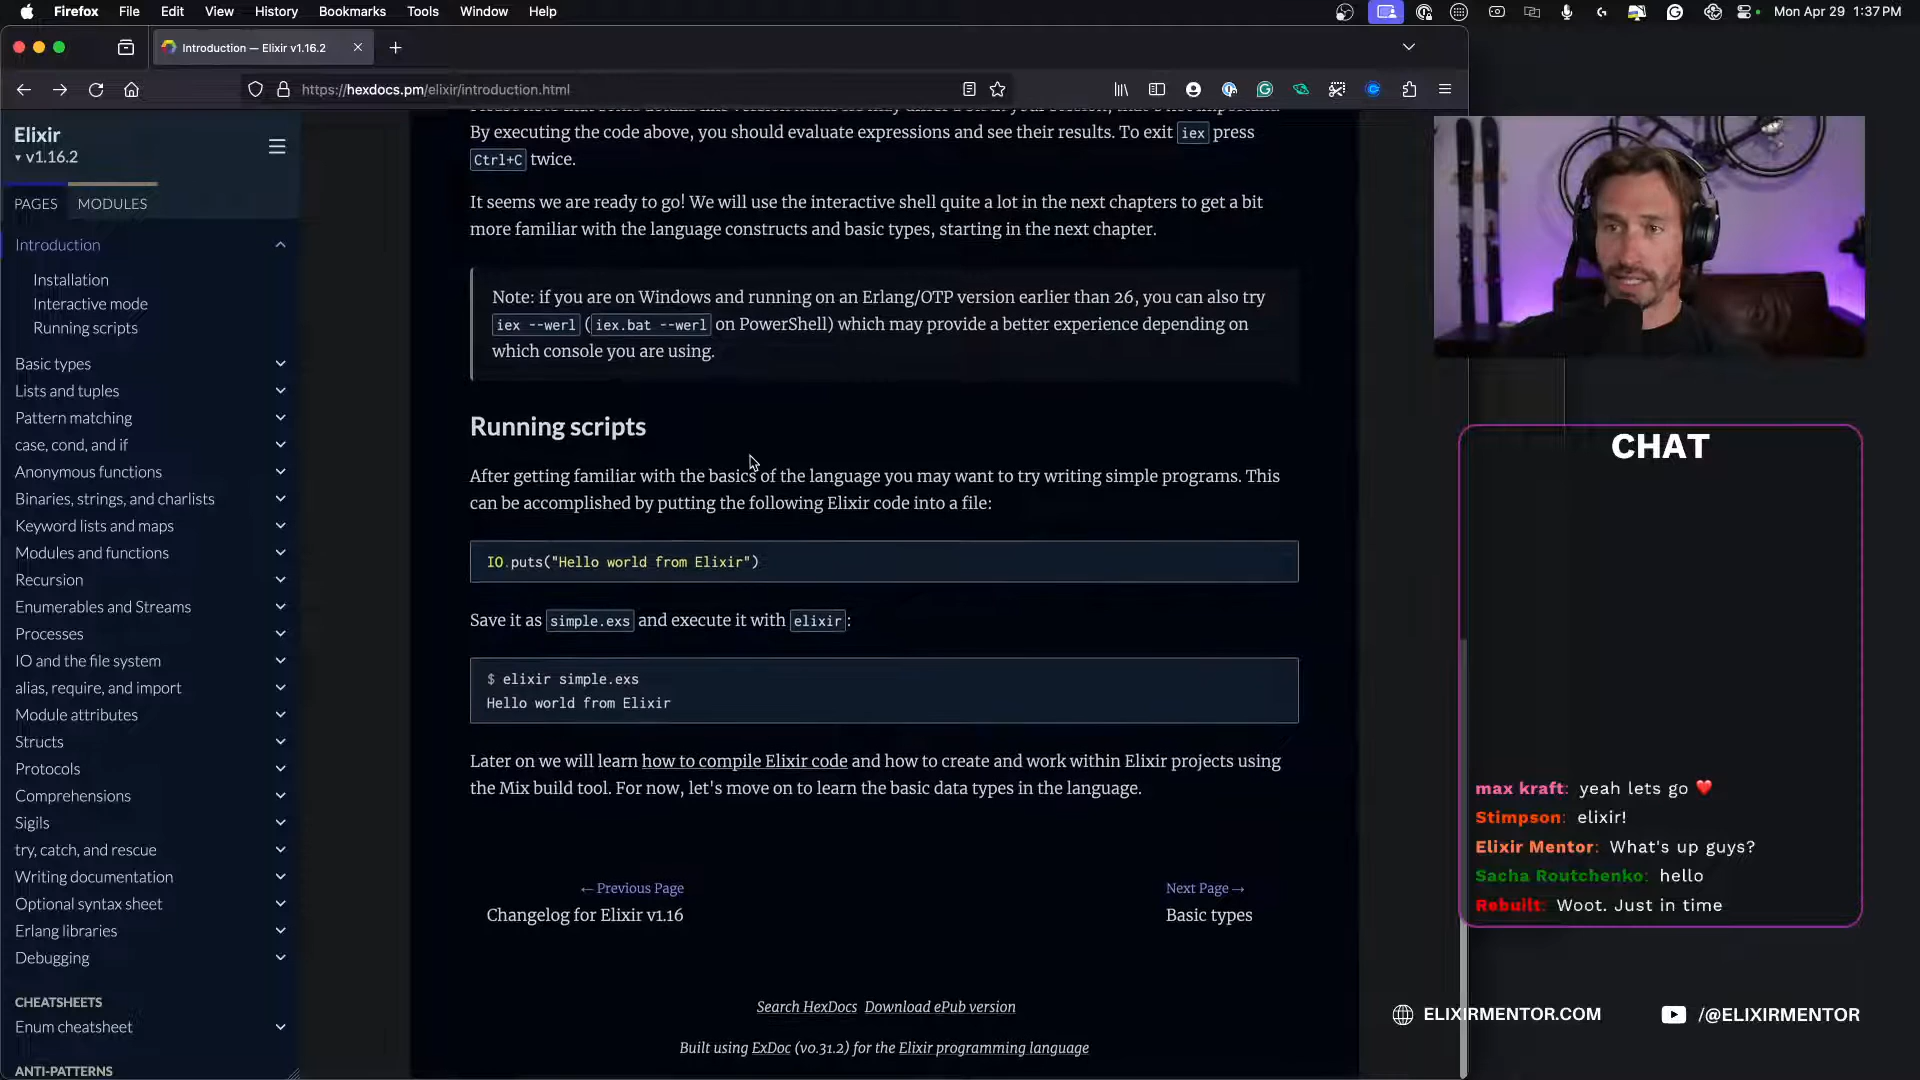 Firefox File Edit View History Bookmarks Tools Window Help
Mon Apr 29 1:37 PM
Introduction — Elixir v1.16.2
https://hexdocs.pm/elixir/introduction.html
Elixir
v1.16.2
PAGES MODULES
Introduction
Installation
Interactive mode
Running scripts
Basic types
Lists and tuples
Pattern matching
case, cond, and if
Anonymous functions
Binaries, strings, and charlists
Keyword lists and maps
Modules and functions
Recursion
Enumerables and Streams
Processes
IO and the file system
alias, require, and import
Module attributes
Structs
Protocols
Comprehensions
Sigils
try, catch, and rescue
Writing documentation
Optional syntax sheet
Erlang libraries
Debugging
CHEATSHEETS
Enum cheatsheet
ANTI-PATTERNS
By executing the code above, you should evaluate expressions and see their results. To exit iex press
Ctrl+C twice.
It seems we are ready to go! We will use the interactive shell quite a lot in the next chapters to get a bit
more familiar with the language constructs and basic types, starting in the next chapter.
Note: if you are on Windows and running on an Erlang/OTP version earlier than 26, you can also try
iex --werl (iex.bat --werl on PowerShell) which may provide a better experience depending on
which console you are using.
Running scripts
After getting familiar with the basics of the language you may want to try writing simple programs. This
can be accomplished by putting the following Elixir code into a file:
IO.puts("Hello world from Elixir")
Save it as simple.exs and execute it with elixir:
$ elixir simple.exs
Hello world from Elixir
Later on we will learn how to compile Elixir code and how to create and work within Elixir projects using
the Mix build tool. For now, let's move on to learn the basic data types in the language.
← Previous Page
Changelog for Elixir v1.16
Next Page →
Basic types
Search HexDocs Download ePub version
Built using ExDoc (v0.31.2) for the Elixir programming language
CHAT
max kraft: yeah lets go ❤️
Stimpson: elixir!
Elixir Mentor: What's up guys?
Sacha Routchenko: hello
Rebuilt: Woot. Just in time
ELIXIRMENTOR.COM
/@ELIXIRMENTOR